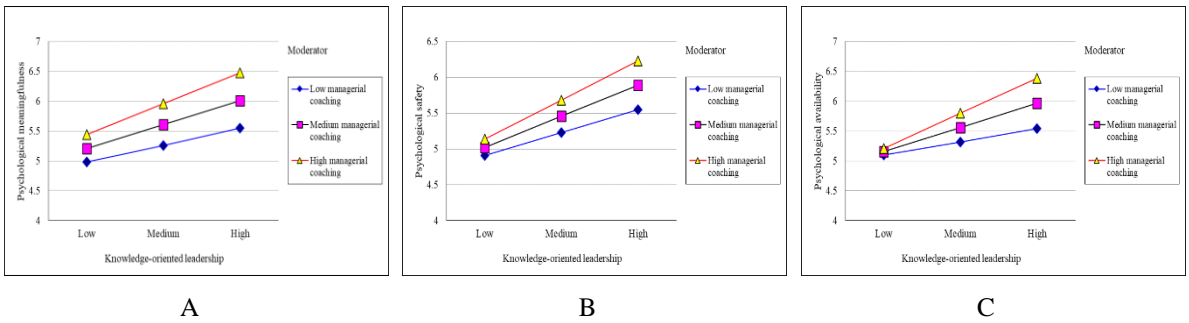 7
6.5
6
5.5
5
4.5
4
Psychological meaningfulness
Low
Medium
High
Knowledge-oriented leadership
Moderator
Low managerial
coaching
Medium managerial
coaching
High managerial
coaching
A
6.5
6
5.5
5
4.5
4
Psychological safety
Low
Medium
High
Knowledge-oriented leadership
Moderator
Low managerial
coaching
Medium managerial
coaching
High managerial
coaching
B
7
6.5
6
5.5
5
4.5
4
Psychological availability
Low
Medium
High
Knowledge-oriented leadership
Moderator
Low managerial
coaching
Medium managerial
coaching
High managerial
coaching
C